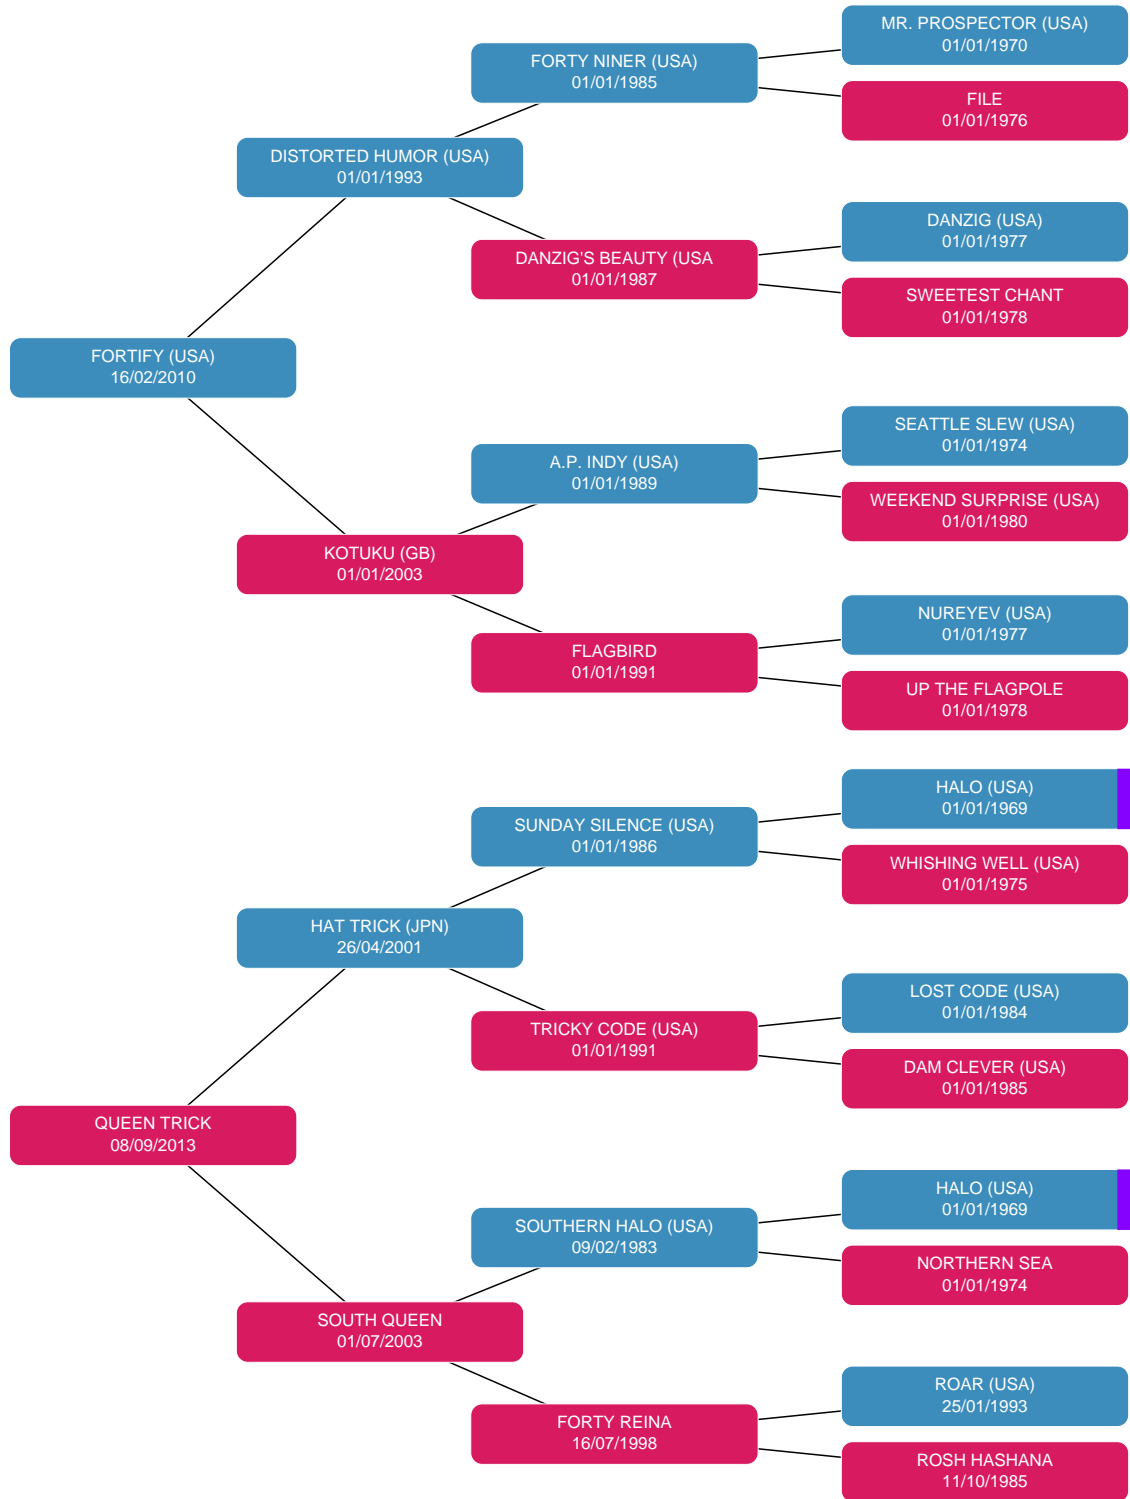 MR. PROSPECTOR (USA)
01/01/1970
FORTY NINER (USA)
01/01/1985
FILE
01/01/1976
DISTORTED HUMOR (USA)
01/01/1993
DANZIG (USA)
01/01/1977
DANZIG'S BEAUTY (USA
01/01/1987
SWEETEST CHANT
01/01/1978
FORTIFY (USA)
16/02/2010
SEATTLE SLEW (USA)
01/01/1974
A.P. INDY (USA)
01/01/1989
WEEKEND SURPRISE (USA)
01/01/1980
KOTUKU (GB)
01/01/2003
NUREYEV (USA)
01/01/1977
FLAGBIRD
01/01/1991
UP THE FLAGPOLE
01/01/1978
HALO (USA)
01/01/1969
SUNDAY SILENCE (USA)
01/01/1986
WHISHING WELL (USA)
01/01/1975
HAT TRICK (JPN)
26/04/2001
LOST CODE (USA)
01/01/1984
TRICKY CODE (USA)
01/01/1991
DAM CLEVER (USA)
01/01/1985
QUEEN TRICK
08/09/2013
HALO (USA)
01/01/1969
SOUTHERN HALO (USA)
09/02/1983
NORTHERN SEA
01/01/1974
SOUTH QUEEN
01/07/2003
ROAR (USA)
25/01/1993
FORTY REINA
16/07/1998
ROSH HASHANA
11/10/1985